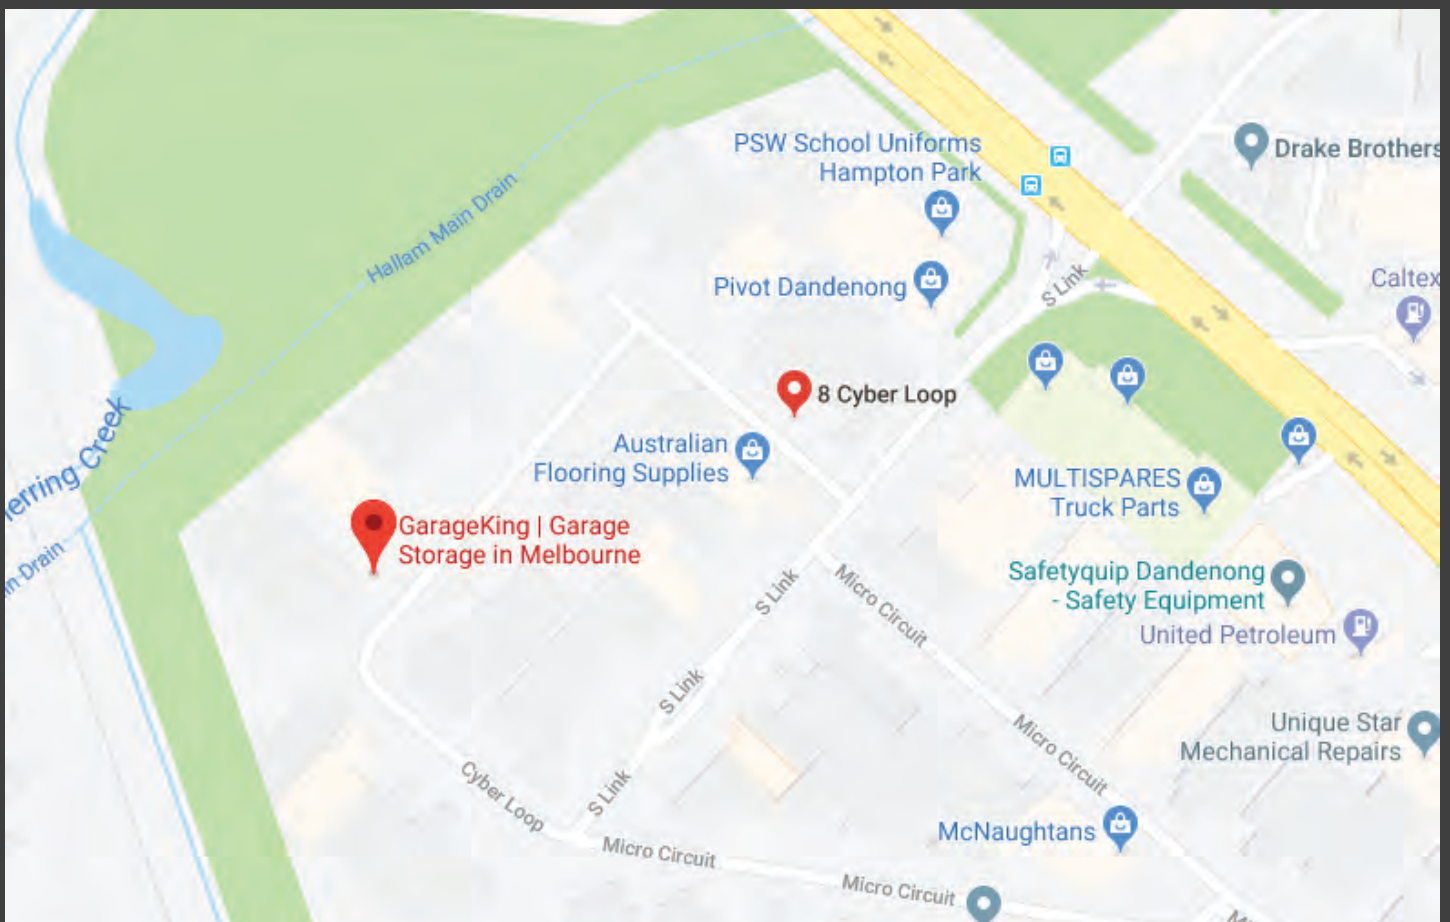 PSW School Uniforms
Hampton Park
Drake Brothers
Hallam Main Drain
Pivot Dandenong
S Link
Caltex
8 Cyber Loop
Australian
Flooring Supplies
MULTISPARES
Truck Parts
erring Creek
GarageKing | Garage
Storage in Melbourne
in Drain
Safetyquip Dandenong
- Safety Equipment
S Link
Micro Circuit
United Petroleum
S Link
Unique Star
Mechanical Repairs
Micro Circuit
Cyber Loop
S Link
McNaughtans
Micro Circuit
Micro Circuit